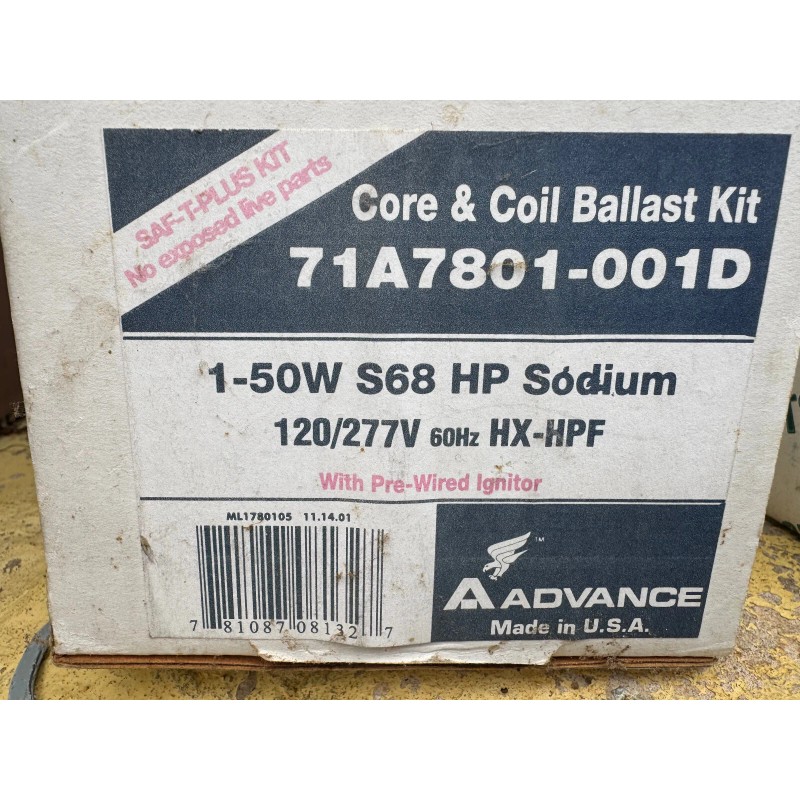 SAF-T-PLUS KIT
No exposed live parts
Core & Coil Ballast Kit
71A7801-001D
1-50W S68 HP Sodium
120/277V 60Hz HX-HPF
With Pre-Wired Ignitor
ML1780105 11.14.01
7 81087 08132 7
TM
ADVANCE
Made in U.S.A.